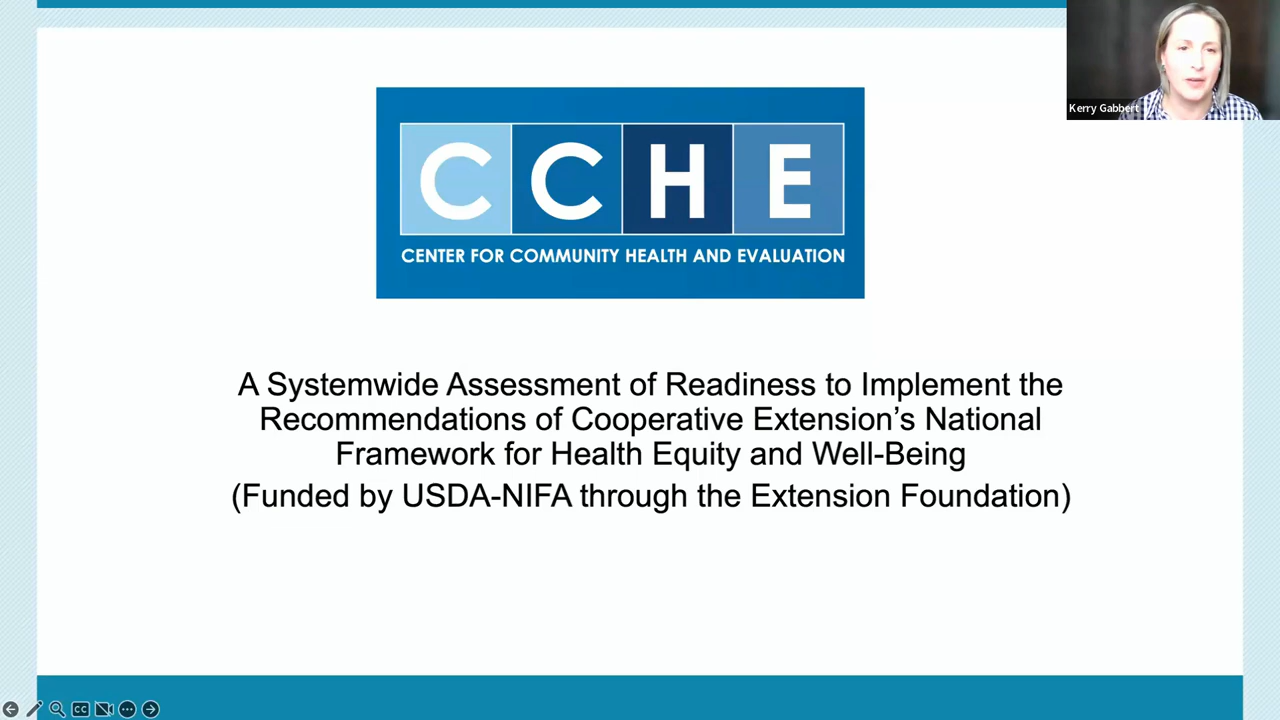 Kerry Gabbert
CCHE
CENTER FOR COMMUNITY HEALTH AND EVALUATION
A Systemwide Assessment of Readiness to Implement the
Recommendations of Cooperative Extension’s National
Framework for Health Equity and Well-Being
(Funded by USDA-NIFA through the Extension Foundation)
CC